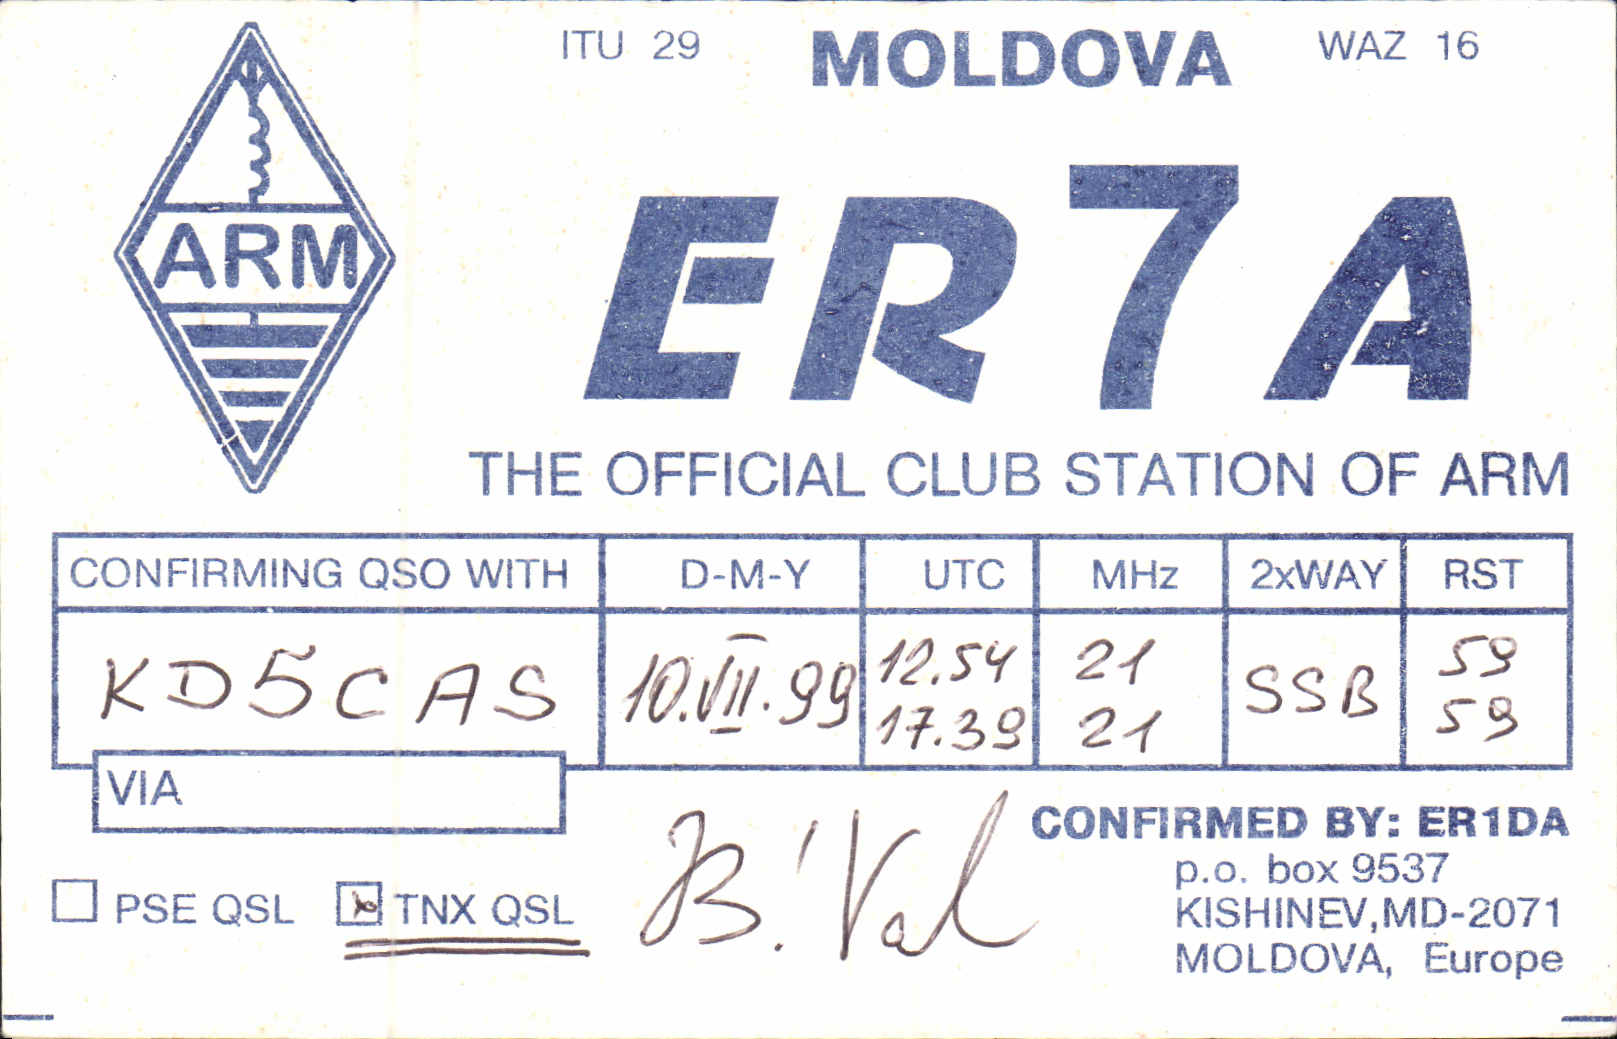 ITU 29 MOLDOVA WAZ 16
ARM
ER7A
THE OFFICIAL CLUB STATION OF ARM
CONFIRMING QSO WITH D-M-Y UTC MHz 2xWAY RST
KD5CAS 10.VII.99 12.54 21 SSB 59
17.39 21 59
VIA
CONFIRMED BY: ER1DA
p.o. box 9537
PSE QSL TNX QSL
KISHINEV,MD-2071
MOLDOVA, Europe